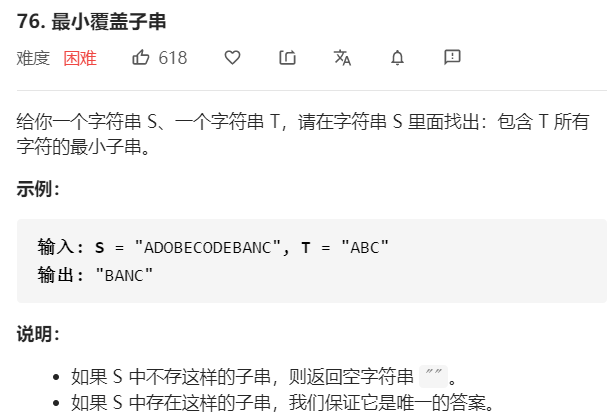 76. 最小覆盖子串
难度 困难 618
给你一个字符串 S、一个字符串 T，请在字符串 S 里面找出：包含 T 所有
字符的最小子串。
示例：
输入: S = "ADOBECODEBANC", T = "ABC"
输出: "BANC"
说明：
• 如果 S 中不存这样的子串，则返回空字符串 ""。
• 如果 S 中存在这样的子串，我们保证它是唯一的答案。